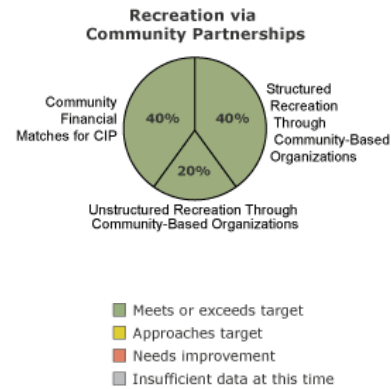 Recreation via
Community Partnerships
Community
Financial
Matches for CIP
40%
40%
Structured
Recreation
Through
Community-Based
Organizations
20%
Unstructured Recreation Through
Community-Based Organizations
Meets or exceeds target
Approaches target
Needs improvement
Insufficient data at this time